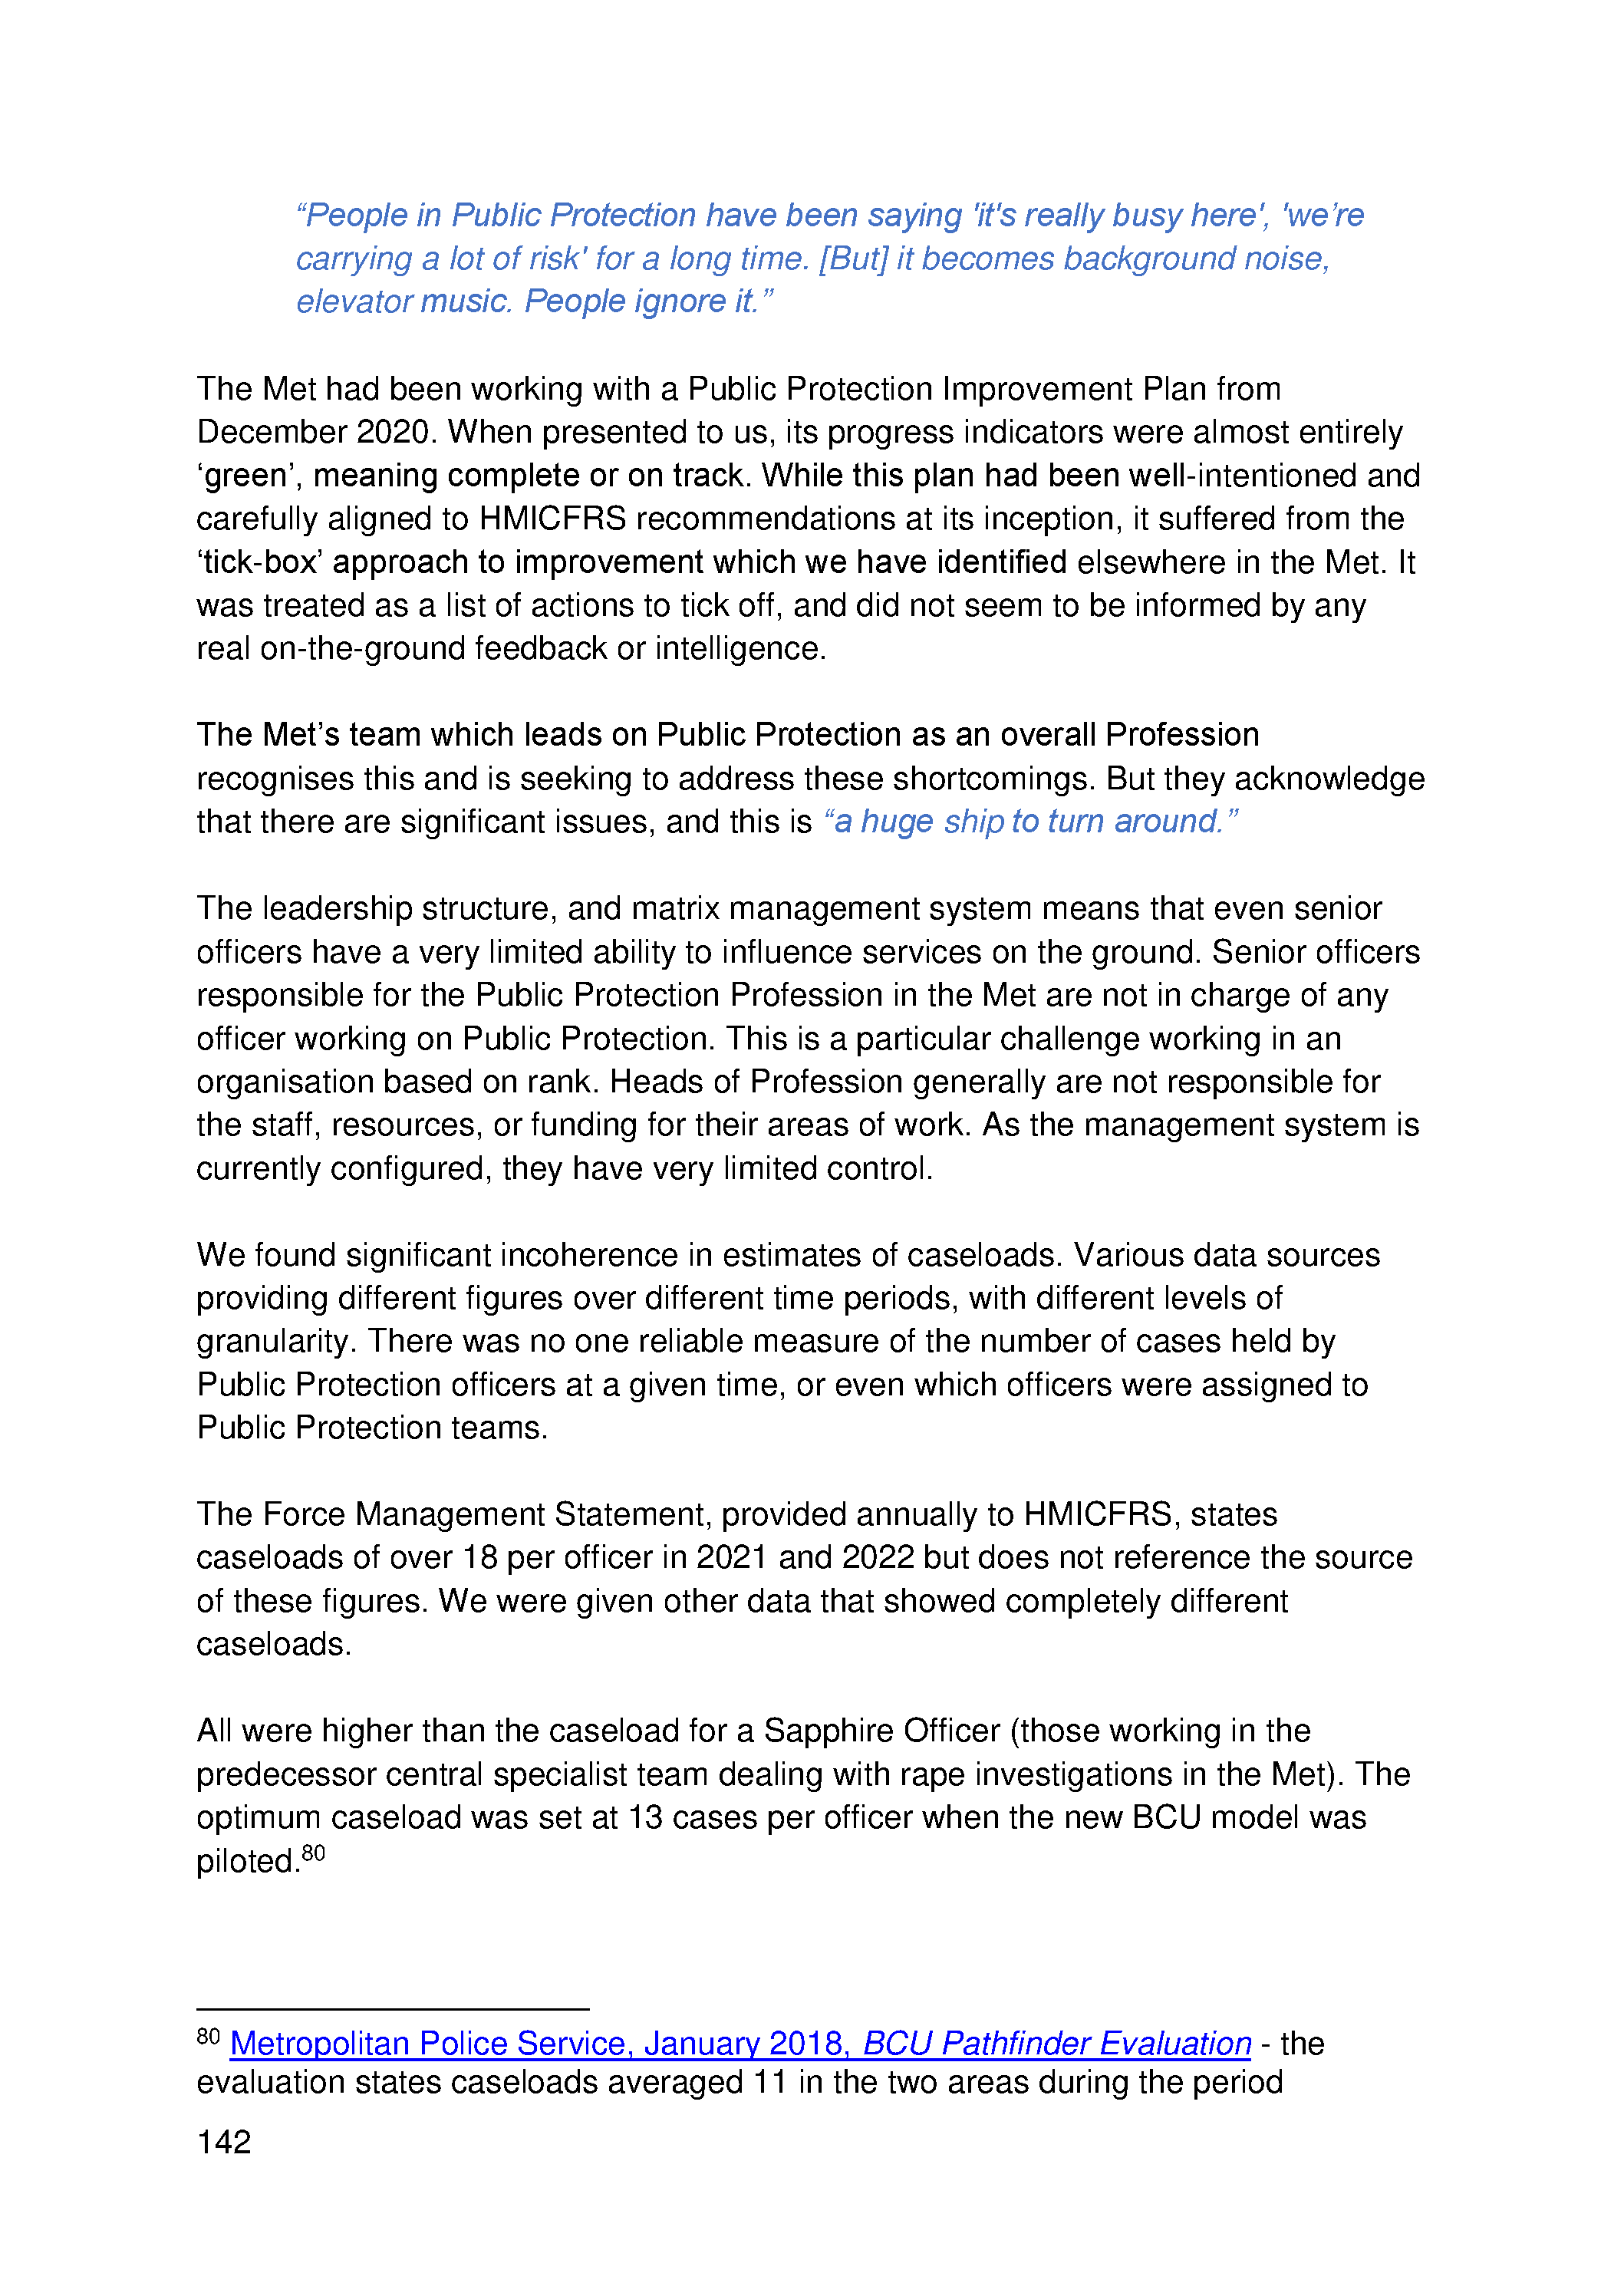 “People in Public Protection have been saying 'it's really busy here', 'we’re
carrying a lot of risk' for a long time. [But] it becomes background noise,
elevator music. People ignore it.”
The Met had been working with a Public Protection Improvement Plan from
December 2020. When presented to us, its progress indicators were almost entirely
‘green’, meaning complete or on track. While this plan had been well-intentioned and
carefully aligned to HMICFRS recommendations at its inception, it suffered from the
‘tick-box’ approach to improvement which we have identified elsewhere in the Met. It
was treated as a list of actions to tick off, and did not seem to be informed by any
real on-the-ground feedback or intelligence.
The Met’s team which leads on Public Protection as an overall Profession
recognises this and is seeking to address these shortcomings. But they acknowledge
that there are significant issues, and this is “a huge ship to turn around.”
The leadership structure, and matrix management system means that even senior
officers have a very limited ability to influence services on the ground. Senior officers
responsible for the Public Protection Profession in the Met are not in charge of any
officer working on Public Protection. This is a particular challenge working in an
organisation based on rank. Heads of Profession generally are not responsible for
the staff, resources, or funding for their areas of work. As the management system is
currently configured, they have very limited control.
We found significant incoherence in estimates of caseloads. Various data sources
providing different figures over different time periods, with different levels of
granularity. There was no one reliable measure of the number of cases held by
Public Protection officers at a given time, or even which officers were assigned to
Public Protection teams.
The Force Management Statement, provided annually to HMICFRS, states
caseloads of over 18 per officer in 2021 and 2022 but does not reference the source
of these figures. We were given other data that showed completely different
caseloads.
All were higher than the caseload for a Sapphire Officer (those working in the
predecessor central specialist team dealing with rape investigations in the Met). The
optimum caseload was set at 13 cases per officer when the new BCU model was
piloted.80
80 Metropolitan Police Service, January 2018, BCU Pathfinder Evaluation - the
evaluation states caseloads averaged 11 in the two areas during the period
142